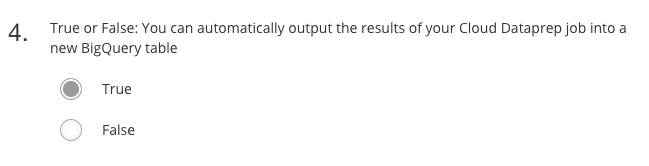 4. True or False: You can automatically output the results of your Cloud Dataprep job into a
new BigQuery table
True
False